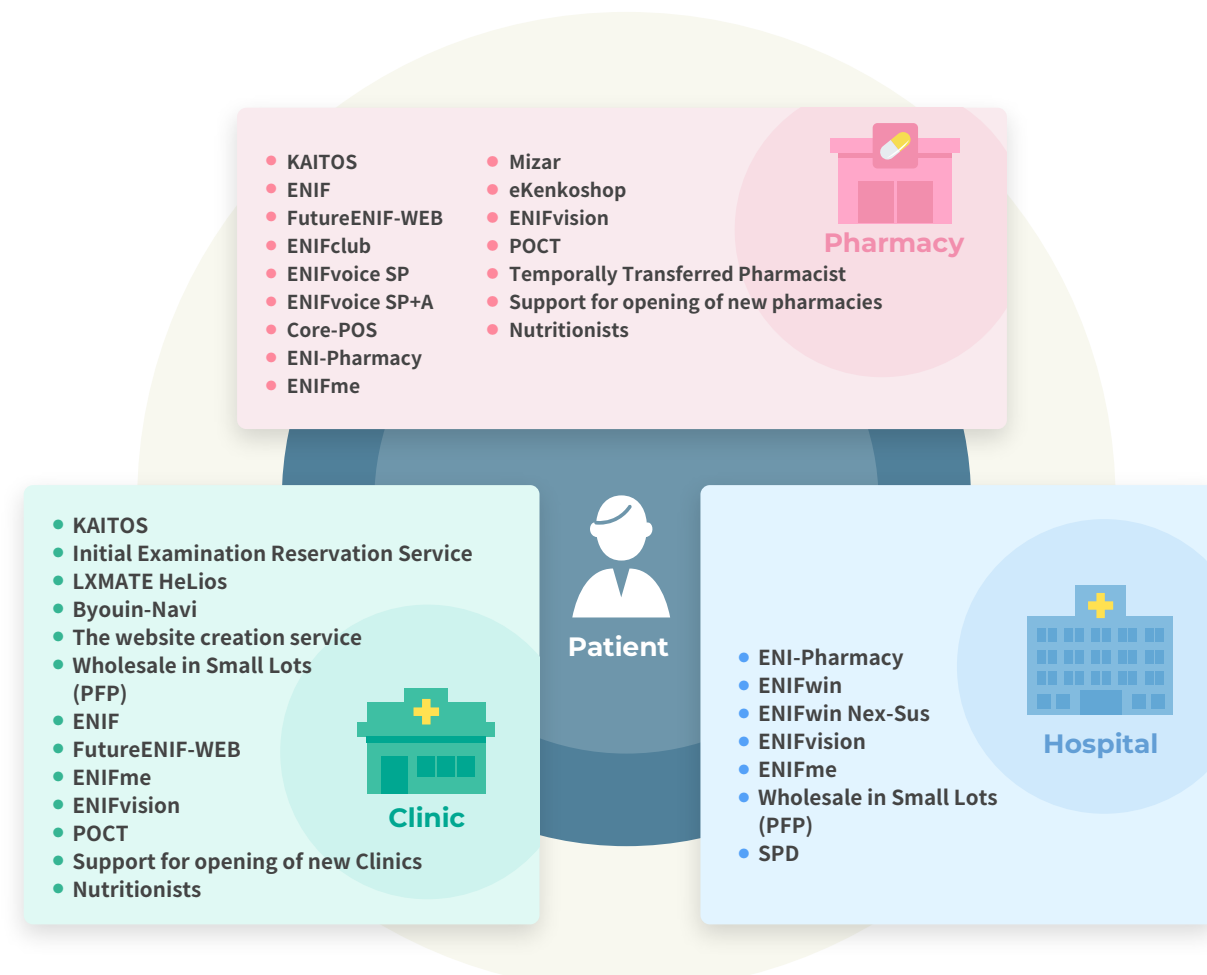 KAITOS
ENIF
FutureENIF-WEB
ENIFclub
ENIFvoice SP
ENIFvoice SP+A
Core-POS
ENI-Pharmacy
ENIFme
Mizar
eKenkoshop
ENIFvision
POCT
Temporally Transferred Pharmacist
Support for opening of new pharmacies
Nutritionists
Pharmacy
Patient
KAITOS
Initial Examination Reservation Service
LXMATE HeLios
Byouin-Navi
The website creation service
Wholesale in Small Lots
(PFP)
ENIF
FutureENIF-WEB
ENIFme
ENIFvision
POCT
Support for opening of new Clinics
Nutritionists
Clinic
ENI-Pharmacy
ENIFwin
ENIFwin Nex-Sus
ENIFvision
ENIFme
Wholesale in Small Lots
(PFP)
SPD
Hospital